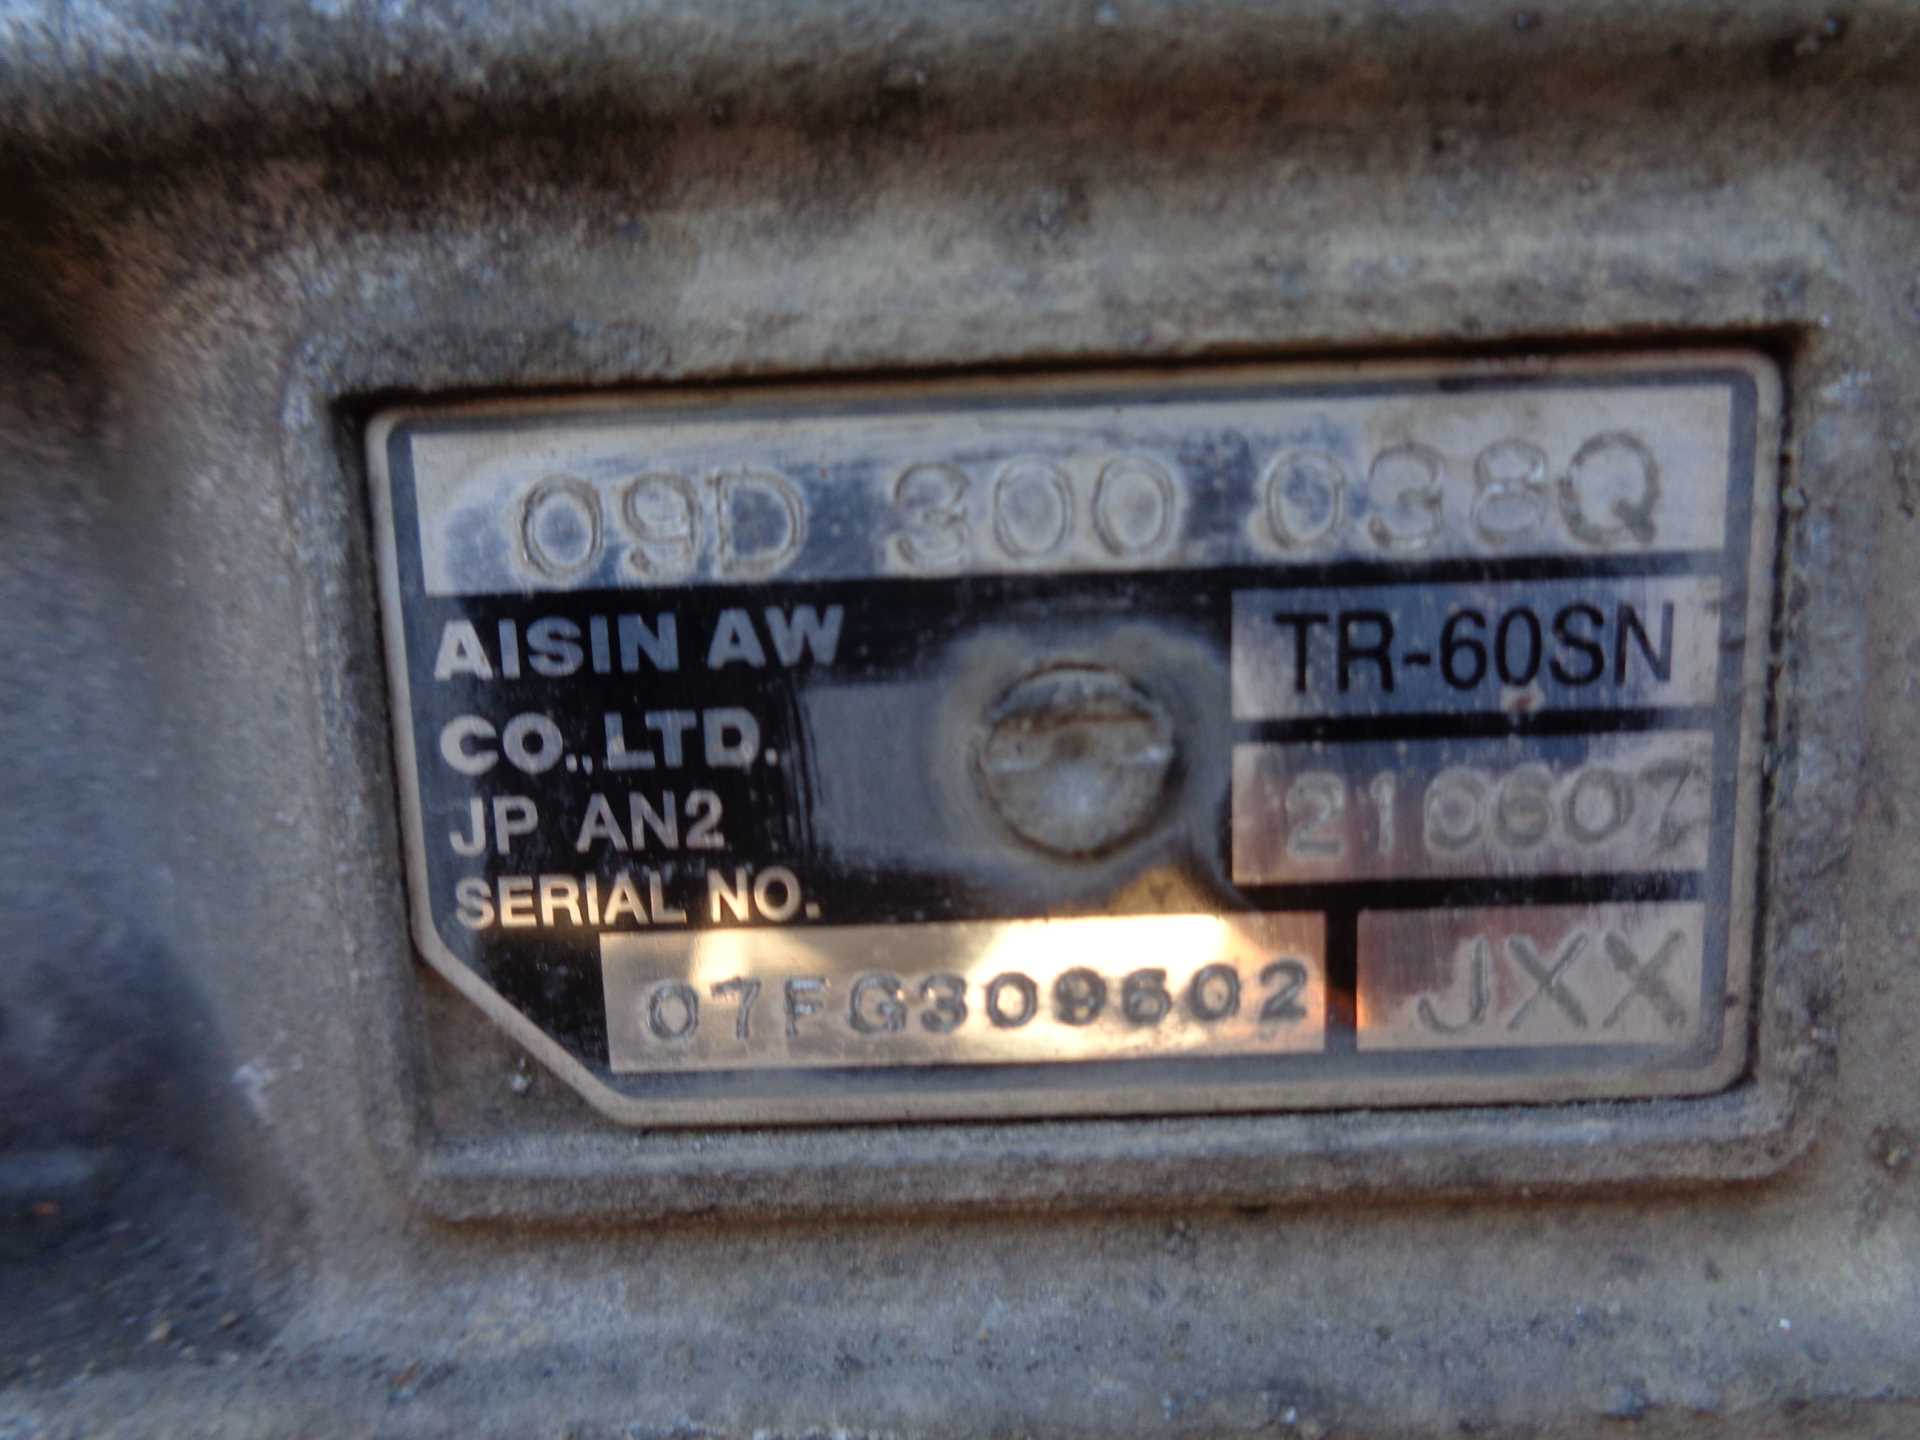 09D 300 038Q
AISIN AW
CO.,LTD.
JP AN2
SERIAL NO.
07FG309602
TR-60SN
210607
JXX